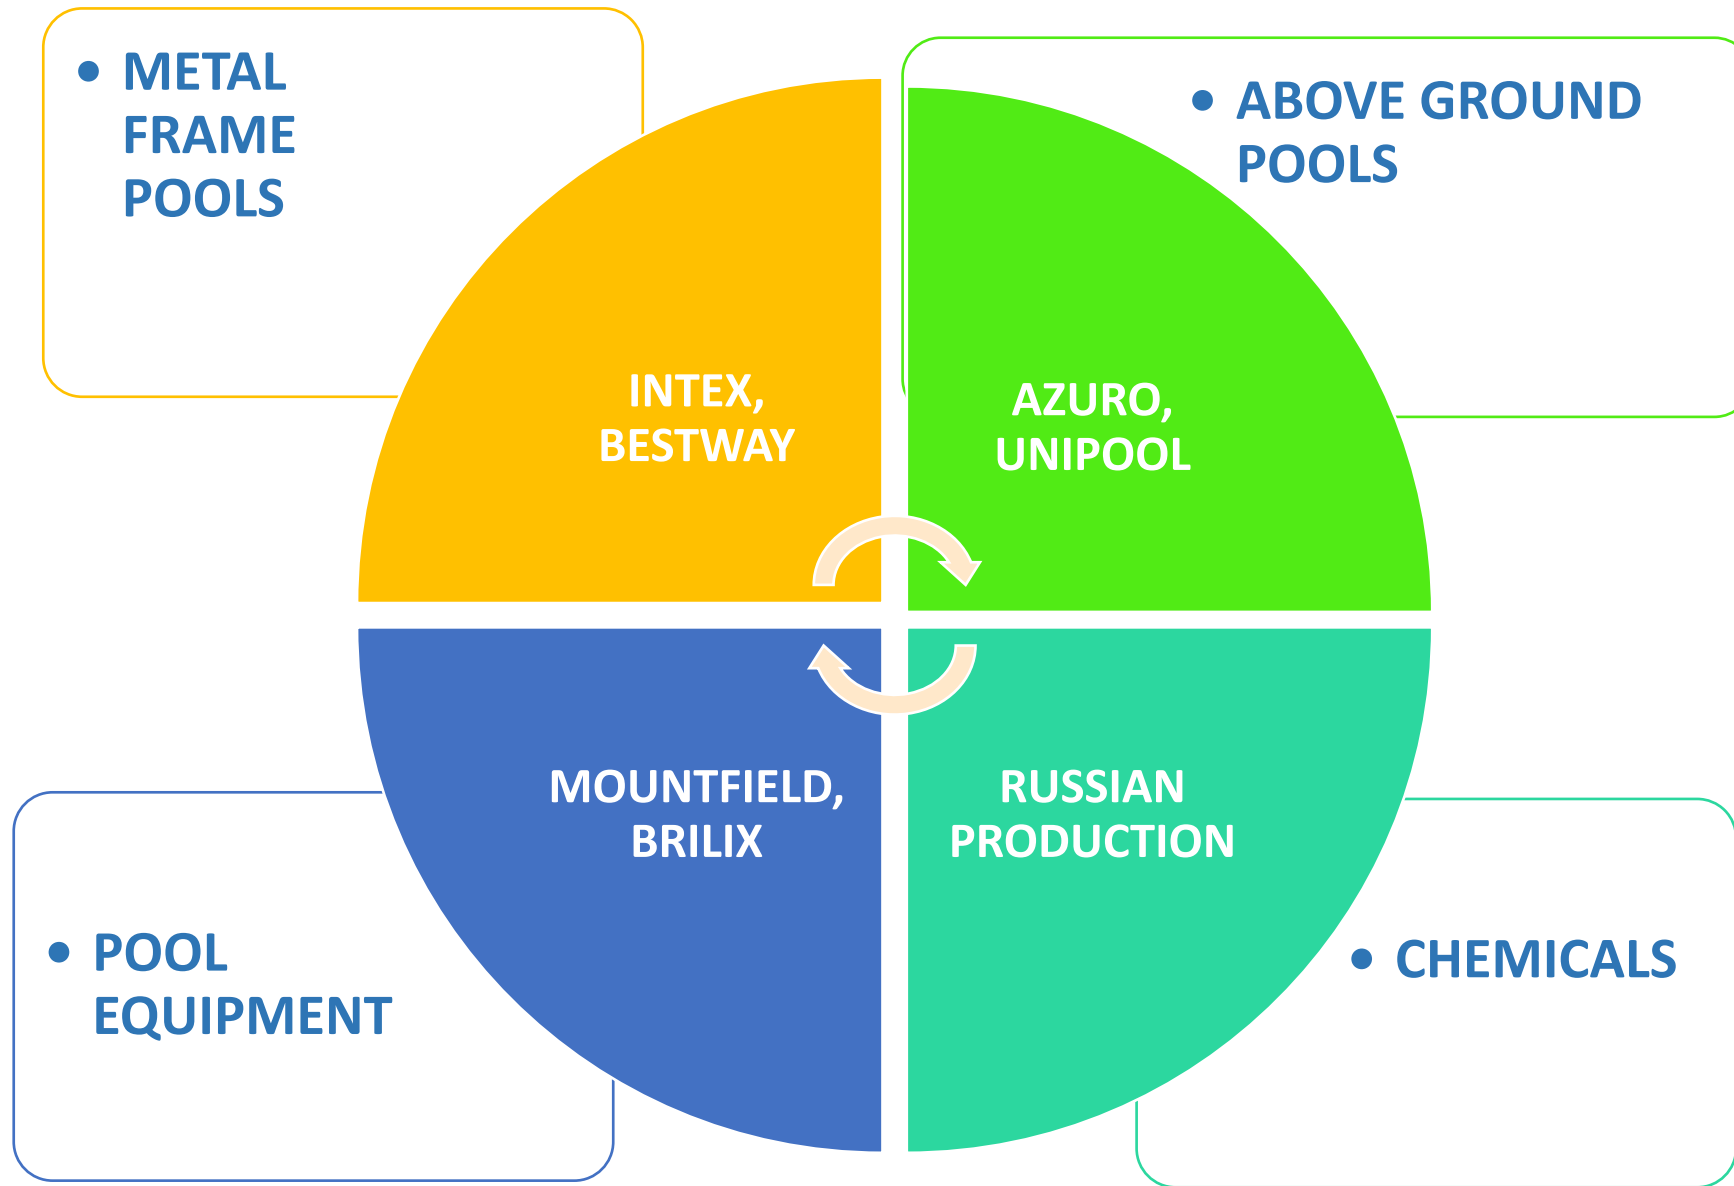 • METAL
FRAME
POOLS
• ABOVE GROUND
POOLS
INTEX,
BESTWAY
AZURO,
UNIPOOL
MOUNTFIELD,
BRILIX
RUSSIAN
PRODUCTION
• POOL
EQUIPMENT
• CHEMICALS